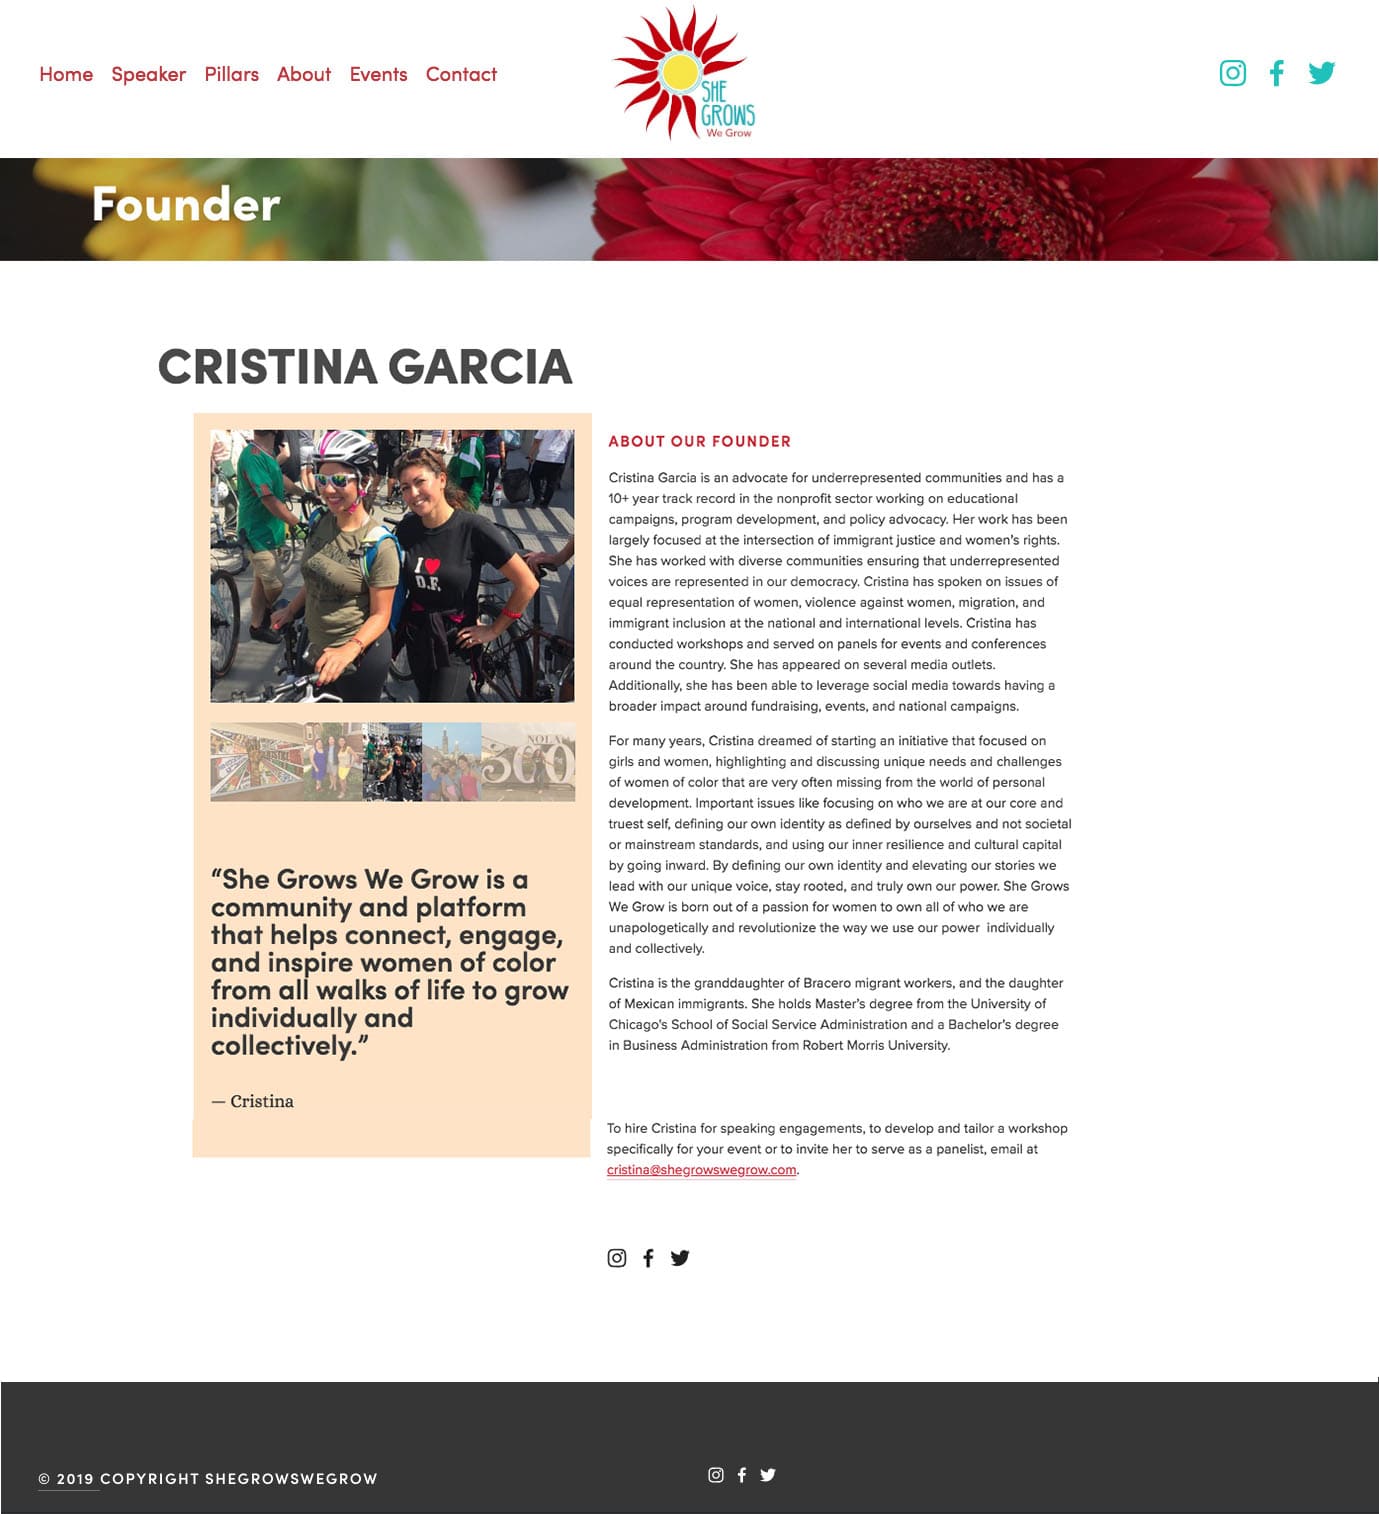 Home Speaker Pillars About Events Contact
SHE
GROWS
We Grow
Founder
CRISTINA GARCIA
I
D.F.
NOLA
300
“She Grows We Grow is a
community and platform
that helps connect, engage,
and inspire women of color
from all walks of life to grow
individually and
collectively.”
— Cristina
ABOUT OUR FOUNDER
Cristina Garcia is an advocate for underrepresented communities and has a
10+ year track record in the nonprofit sector working on educational
campaigns, program development, and policy advocacy. Her work has been
largely focused at the intersection of immigrant justice and women's rights.
She has worked with diverse communities ensuring that underrepresented
voices are represented in our democracy. Cristina has spoken on issues of
equal representation of women, violence against women, migration, and
immigrant inclusion at the national and international levels. Cristina has
conducted workshops and served on panels for events and conferences
around the country. She has appeared on several media outlets.
Additionally, she has been able to leverage social media towards having a
broader impact around fundraising, events, and national campaigns.
For many years, Cristina dreamed of starting an initiative that focused on
girls and women, highlighting and discussing unique needs and challenges
of women of color that are very often missing from the world of personal
development. Important issues like focusing on who we are at our core and
truest self, defining our own identity as defined by ourselves and not societal
or mainstream standards, and using our inner resilience and cultural capital
by going inward. By defining our own identity and elevating our stories we
lead with our unique voice, stay rooted, and truly own our power. She Grows
We Grow is born out of a passion for women to own all of who we are
unapologetically and revolutionize the way we use our power  individually
and collectively.
Cristina is the granddaughter of Bracero migrant workers, and the daughter
of Mexican immigrants. She holds Master's degree from the University of
Chicago's School of Social Service Administration and a Bachelor's degree
in Business Administration from Robert Morris University.
To hire Cristina for speaking engagements, to develop and tailor a workshop
specifically for your event or to invite her to serve as a panelist, email at
cristina@shegrowswegrow.com.
© 2019 COPYRIGHT SHEGROWSWEGROW